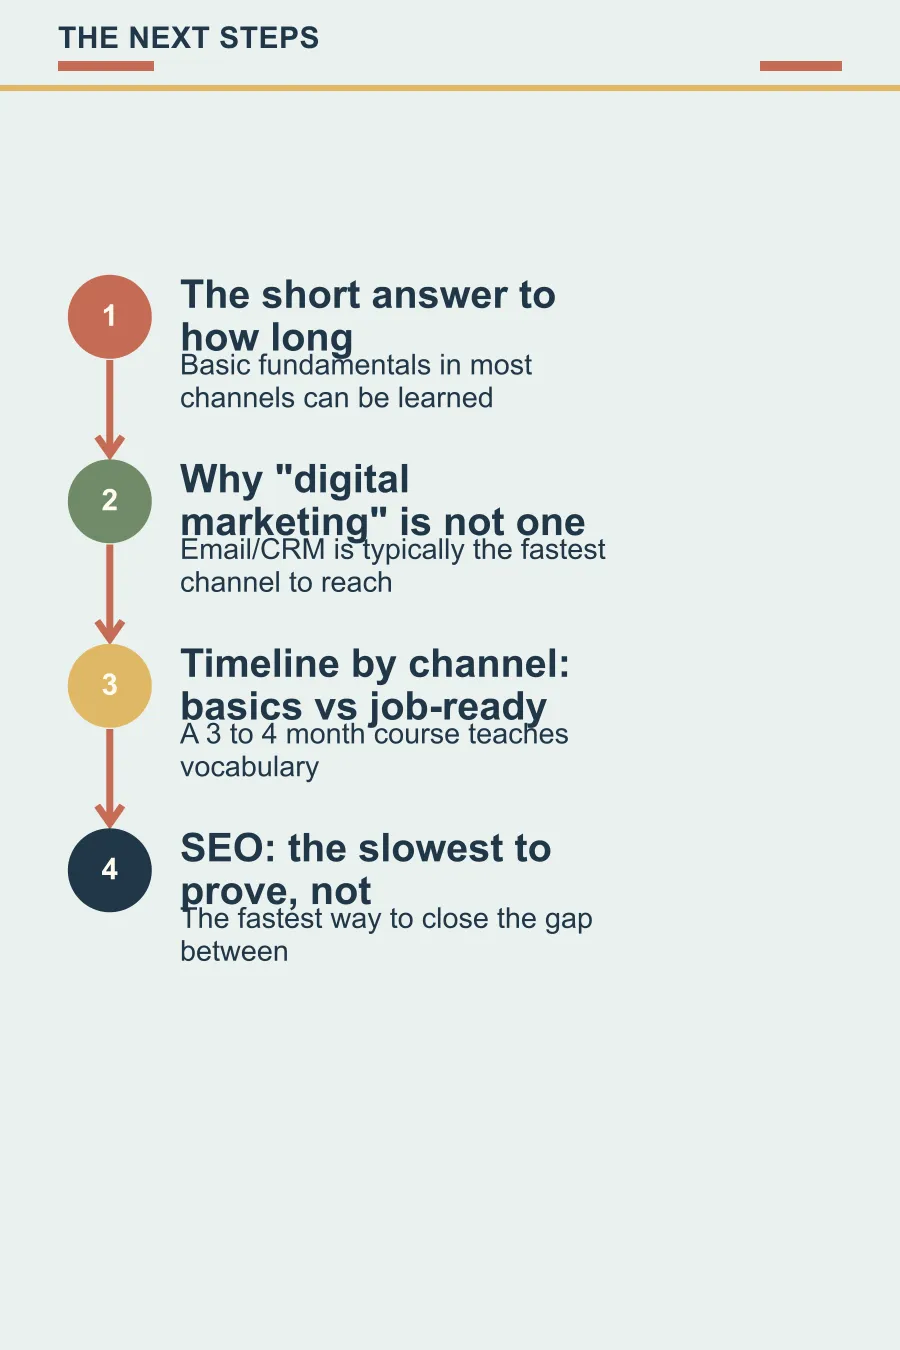 THE NEXT STEPS
1
The short answer to
how long
Basic fundamentals in most
channels can be learned
2
Why "digital
marketing" is not one
Email/CRM is typically the fastest
channel to reach
3
Timeline by channel:
basics vs job-ready
A 3 to 4 month course teaches
vocabulary
4
SEO: the slowest to
prove, not
The fastest way to close the gap
between